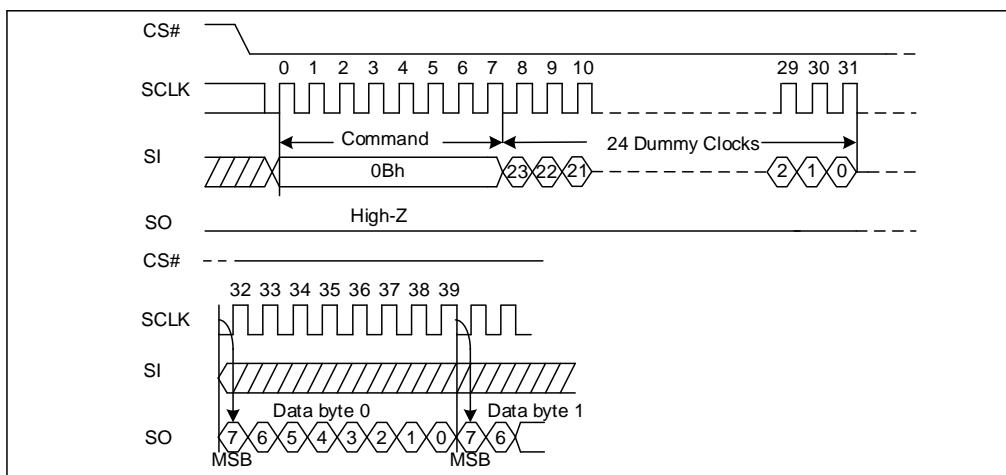 CS#
0 1 2 3 4 5 6 7 8 9 10 29 30 31
SCLK
Command 24 Dummy Clocks
SI
0Bh 23 22 21 2 1 0
High-Z
SO
CS#
32 33 34 35 36 37 38 39
SCLK
SI
Data byte 0 Data byte 1
SO 7 6 5 4 3 2 1 0 7 6
MSB MSB